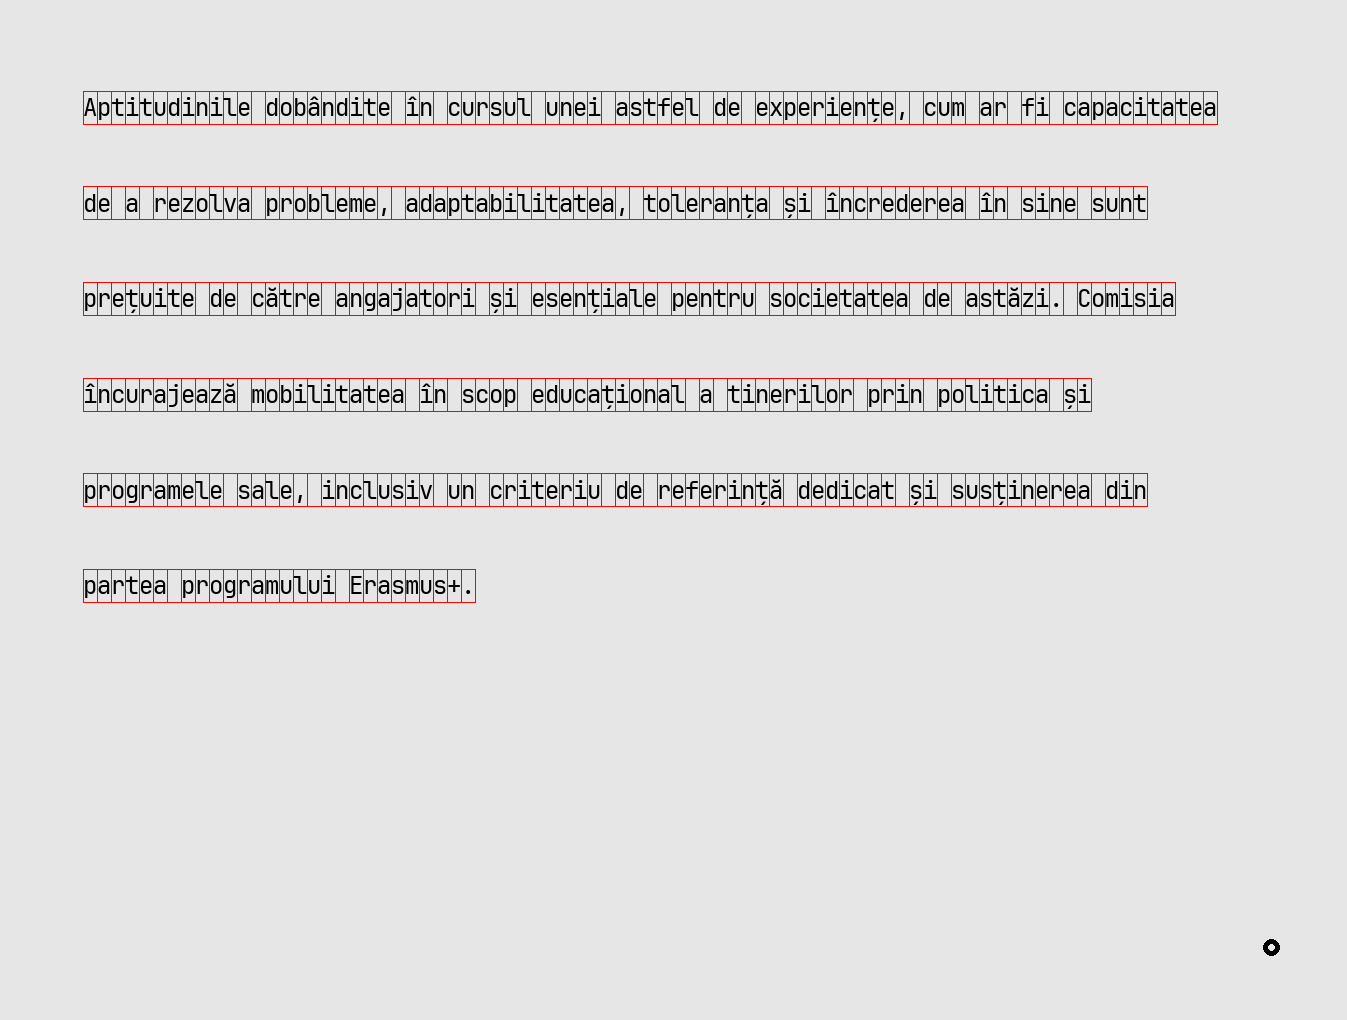 Aptitudinile dobândite în cursul unei astfel de experiențe, cum ar fi capacitatea
de a rezolva probleme, adaptabilitatea, toleranța și încrederea în sine sunt
prețuite de către angajatori și esențiale pentru societatea de astăzi. Comisia
încurajează mobilitatea în scop educațional a tinerilor prin politica și
programele sale, inclusiv un criteriu de referință dedicat și susținerea din
partea programului Erasmus+.